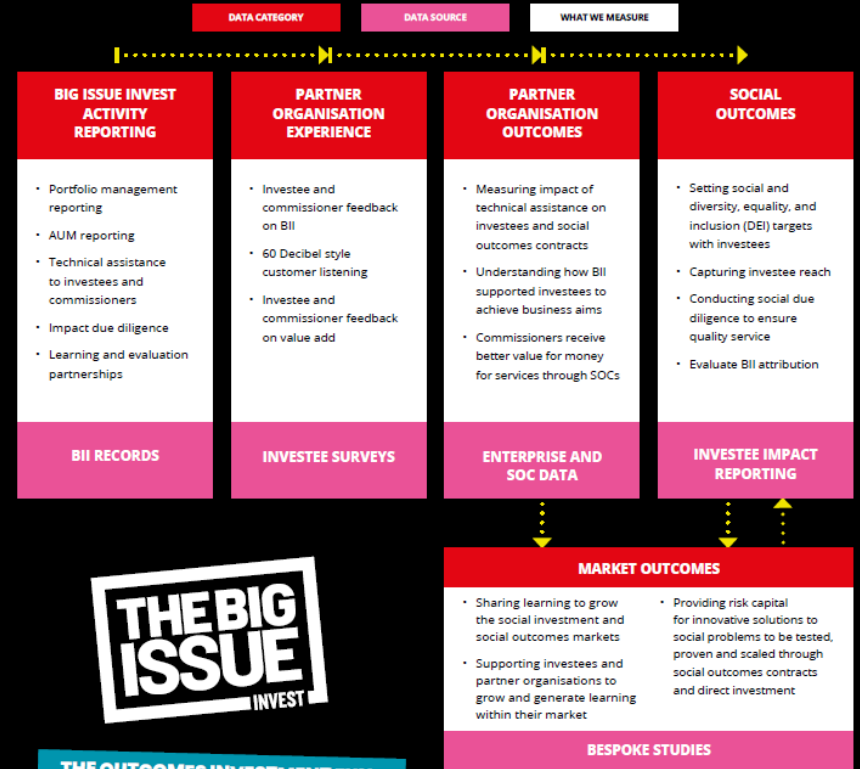 DATA CATEGORY
DATA SOURCE
WHAT WE MEASURE
BIG ISSUE INVEST
ACTIVITY
REPORTING
• Portfolio management
reporting
• AUM reporting
• Technical assistance
to investees and
commissioners
• Impact due diligence
• Learning and evaluation
partnerships
BII RECORDS
PARTNER
ORGANISATION
EXPERIENCE
• Investee and
commissioner feedback
on BII
• 60 Decibel style
customer listening
• Investee and
commissioner feedback
on value add
INVESTEE SURVEYS
PARTNER
ORGANISATION
OUTCOMES
• Measuring impact of
technical assistance on
investees and social
outcomes contracts
• Understanding how BII
supported investees to
achieve business aims
• Commissioners receive
better value for money
for services through SOCs
ENTERPRISE AND
SOC DATA
SOCIAL
OUTCOMES
• Setting social and
diversity, equality, and
inclusion (DEI) targets
with investees
• Capturing investee reach
• Conducting social due
diligence to ensure
quality service
• Evaluate BII attribution
INVESTEE IMPACT
REPORTING
MARKET OUTCOMES
• Sharing learning to grow
the social investment and
social outcomes markets
• Supporting investees and
partner organisations to
grow and generate learning
within their market
• Providing risk capital
for innovative solutions to
social problems to be tested,
proven and scaled through
social outcomes contracts
and direct investment
BESPOKE STUDIES
THE BIG
ISSUE
INVEST
THE OUTCOMES